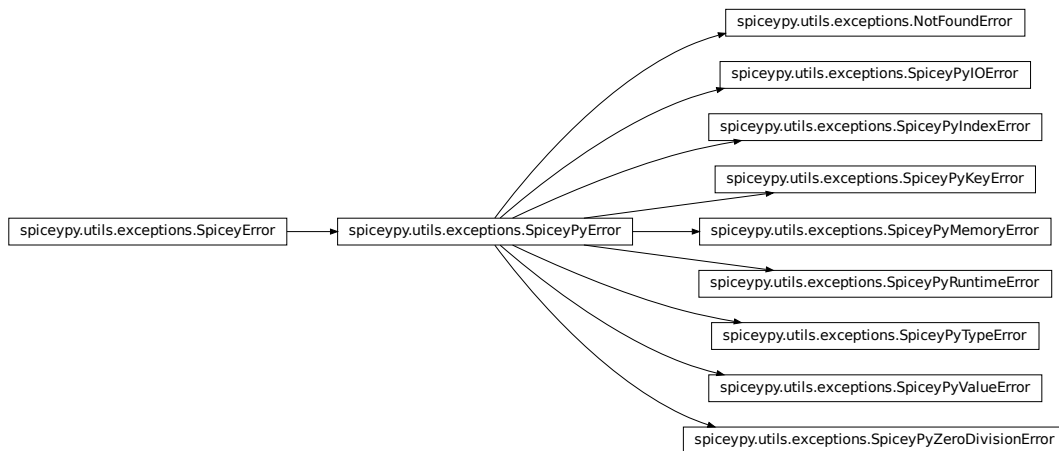 spiceypy.utils.exceptions.NotFoundError
spiceypy.utils.exceptions.SpiceyPyIOError
spiceypy.utils.exceptions.SpiceyPyIndexError
spiceypy.utils.exceptions.SpiceyPyKeyError
spiceypy.utils.exceptions.SpiceyError
spiceypy.utils.exceptions.SpiceyPyError
spiceypy.utils.exceptions.SpiceyPyMemoryError
spiceypy.utils.exceptions.SpiceyPyRuntimeError
spiceypy.utils.exceptions.SpiceyPyTypeError
spiceypy.utils.exceptions.SpiceyPyValueError
spiceypy.utils.exceptions.SpiceyPyZeroDivisionError